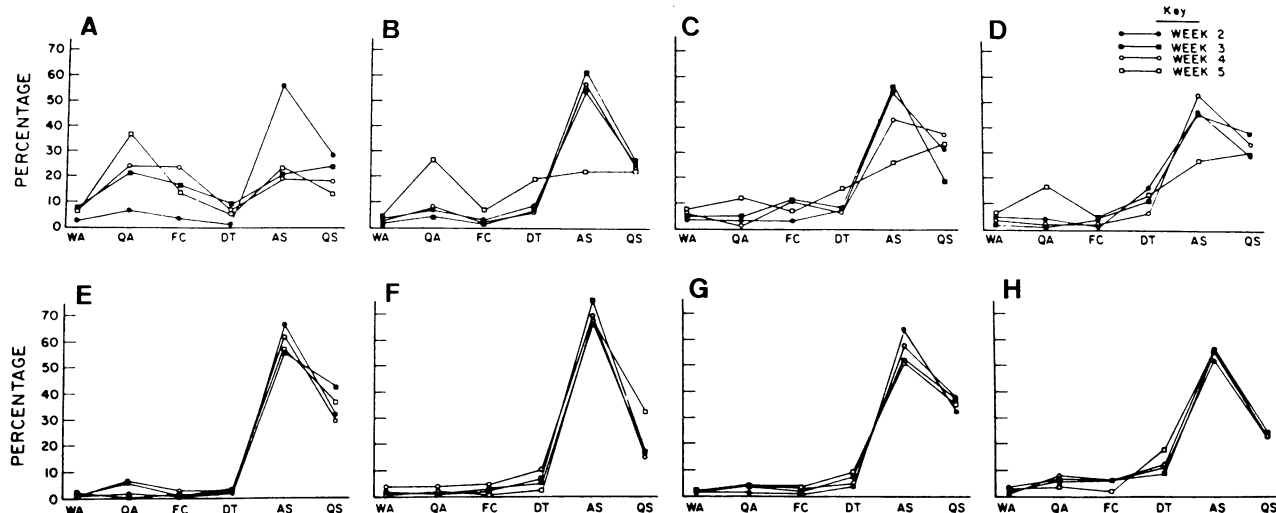 A
B
C
D
Key
WEEK 2
WEEK 3
WEEK 4
WEEK 5
PERCENTAGE
70
60
50
40
30
20
10
0
WA QA FC DT AS QS
WA QA FC DT AS QS
WA QA FC DT AS QS
WA QA FC DT AS QS
E
F
G
H
PERCENTAGE
70
60
50
40
30
20
10
0
WA QA FC DT AS QS
WA QA FC DT AS QS
WA QA FC DT AS QS
WA QA FC DT AS QS